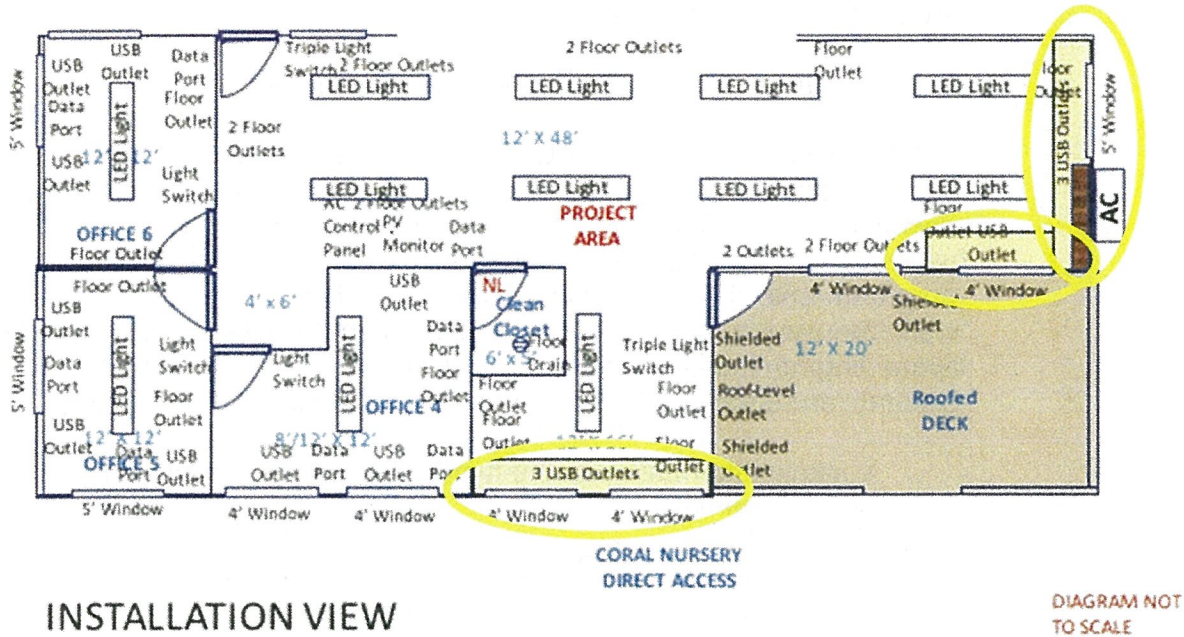 USB
Outlet
Data
Port
Triple Light
Switch
2 Floor Outlets
2 Floor Outlets
Floor
Outlet
USB
Outlet
Data
Port
Floor
Outlet
LED Light
LED Light
LED Light
LED Light
LED Light
5' Window
3 USB Outlets
5' Window
2 Floor
Outlets
12' X 48'
USB
Outlet
Light
Switch
LED Light
LED Light
LED Light
LED Light
AC
2 Floor Outlets
Control
Panel
PV
Monitor
Data
Port
PROJECT
AREA
Floor
Outlet
USB
Outlet
AC
OFFICE 6
Floor Outlet
2 Outlets
2 Floor Outlets
Floor Outlet
4' x 6'
USB
Outlet
NL
Clean
Closet
6' x 5'
Floor
Drain
4' Window
4' Window
Shielded
Outlet
USB
Outlet
Data
Port
5' Window
LED Light
Light
Switch
Light
Switch
LED Light
Data
Port
Floor
Outlet
LED Light
Triple Light
Switch
Shielded
Outlet
12' X 20'
Floor
Outlet
OFFICE 4
Floor
Outlet
Floor
Outlet
Floor
Outlet
Roof-Level
Outlet
Roofed
DECK
USB
Outlet
12' X 12'
OFFICE 5
Data
Port
USB
Outlet
8'/12' X 12'
USB
Outlet
Data
Port
USB
Outlet
Data
Port
Floor
Outlet
Shielded
Outlet
3 USB Outlets
5' Window
4' Window
4' Window
4' Window
4' Window
CORAL NURSERY
DIRECT ACCESS
INSTALLATION VIEW
DIAGRAM NOT
TO SCALE